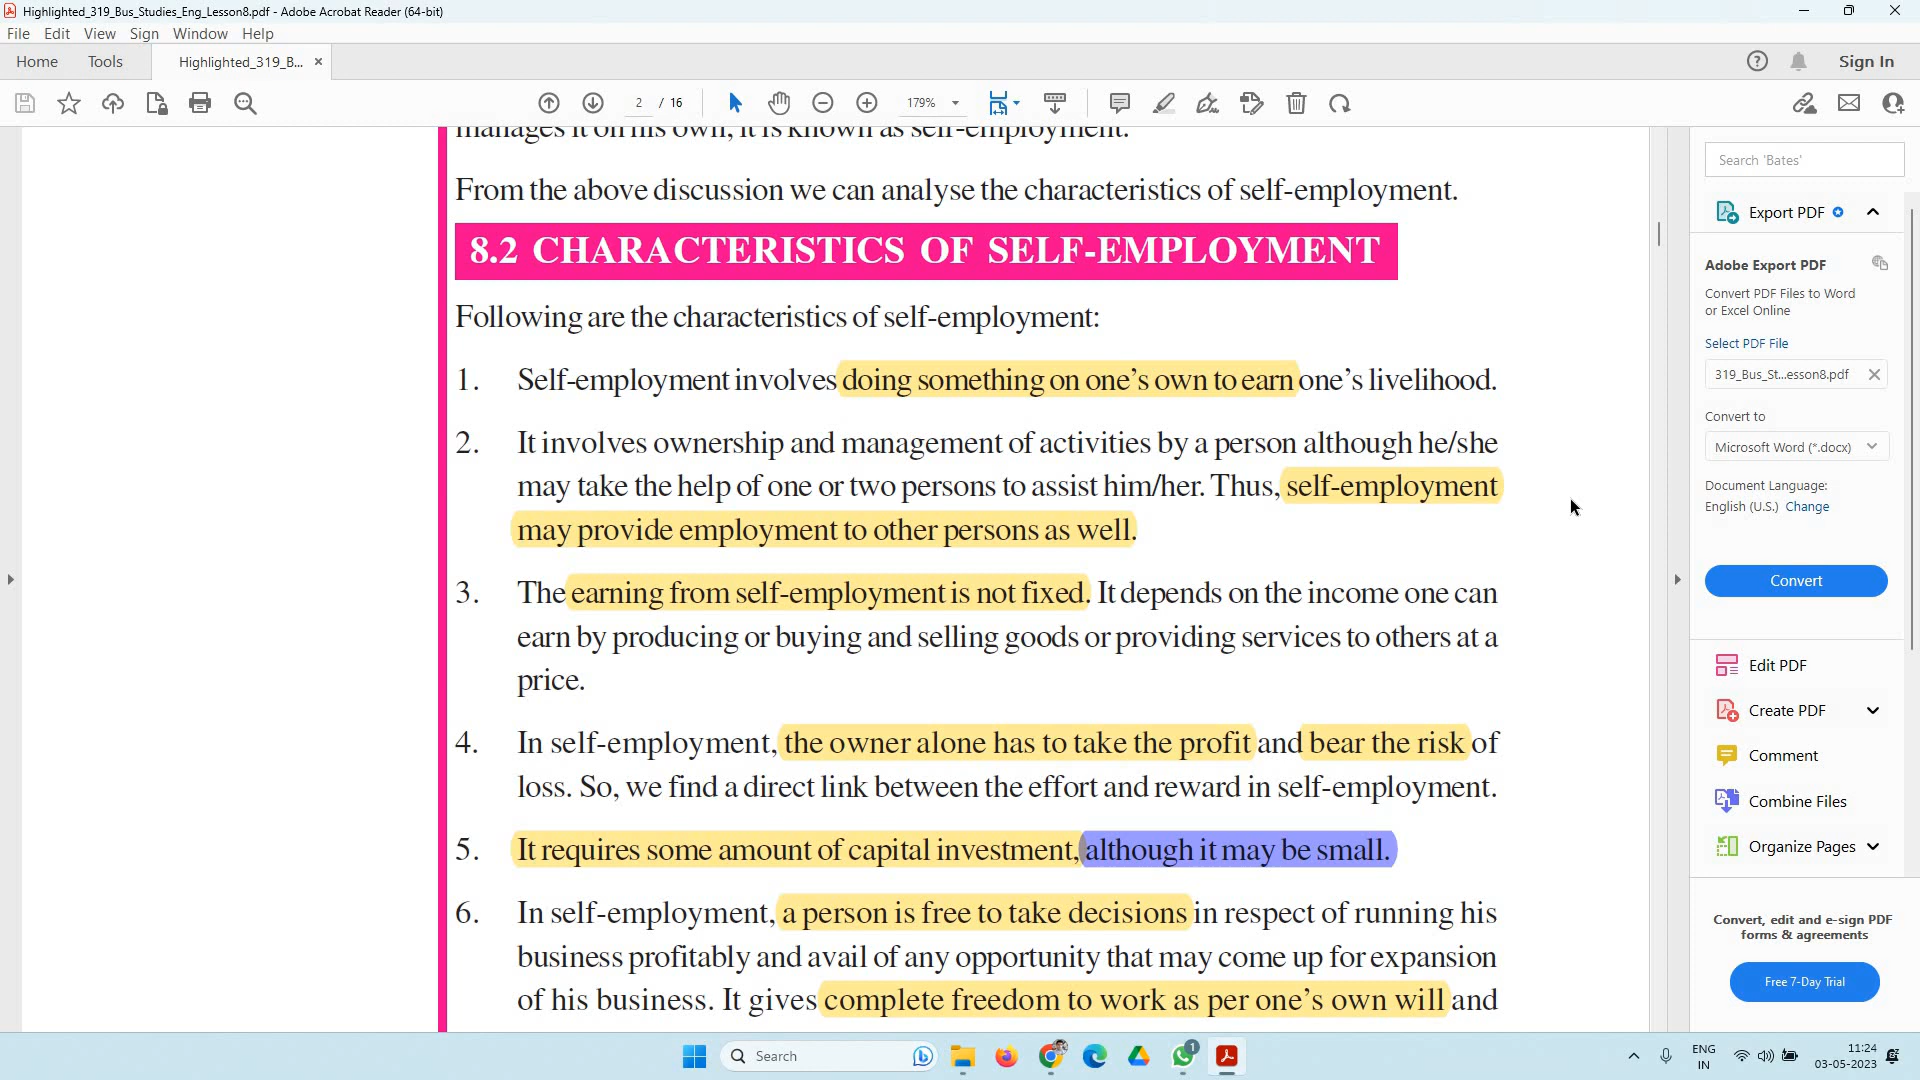 Highlighted_319_Bus_Studies_Eng_Lesson8.pdf - Adobe Acrobat Reader (64-bit)
File Edit View Sign Window Help
Home Tools Highlighted_319_B... × Sign In
2 / 16 179%
manages it on his own, it is known as self-employment.
From the above discussion we can analyse the characteristics of self-employment.
8.2 CHARACTERISTICS OF SELF-EMPLOYMENT
Following are the characteristics of self-employment:
1. Self-employment involves doing something on one's own to earn one's livelihood.
2. It involves ownership and management of activities by a person although he/she
may take the help of one or two persons to assist him/her. Thus, self-employment
may provide employment to other persons as well.
3. The earning from self-employment is not fixed. It depends on the income one can
earn by producing or buying and selling goods or providing services to others at a
price.
4. In self-employment, the owner alone has to take the profit and bear the risk of
loss. So, we find a direct link between the effort and reward in self-employment.
5. It requires some amount of capital investment, although it may be small.
6. In self-employment, a person is free to take decisions in respect of running his
business profitably and avail of any opportunity that may come up for expansion
of his business. It gives complete freedom to work as per one's own will and
Search 'Bates'
Export PDF
Adobe Export PDF
Convert PDF Files to Word
or Excel Online
Select PDF File
319_Bus_St...esson8.pdf
Convert to
Microsoft Word (*.docx)
Document Language:
English (U.S.) Change
Convert
Edit PDF
Create PDF
Comment
Combine Files
Organize Pages
Convert, edit and e-sign PDF
forms & agreements
Free 7-Day Trial
Search
1
ENG
IN
11:24
03-05-2023